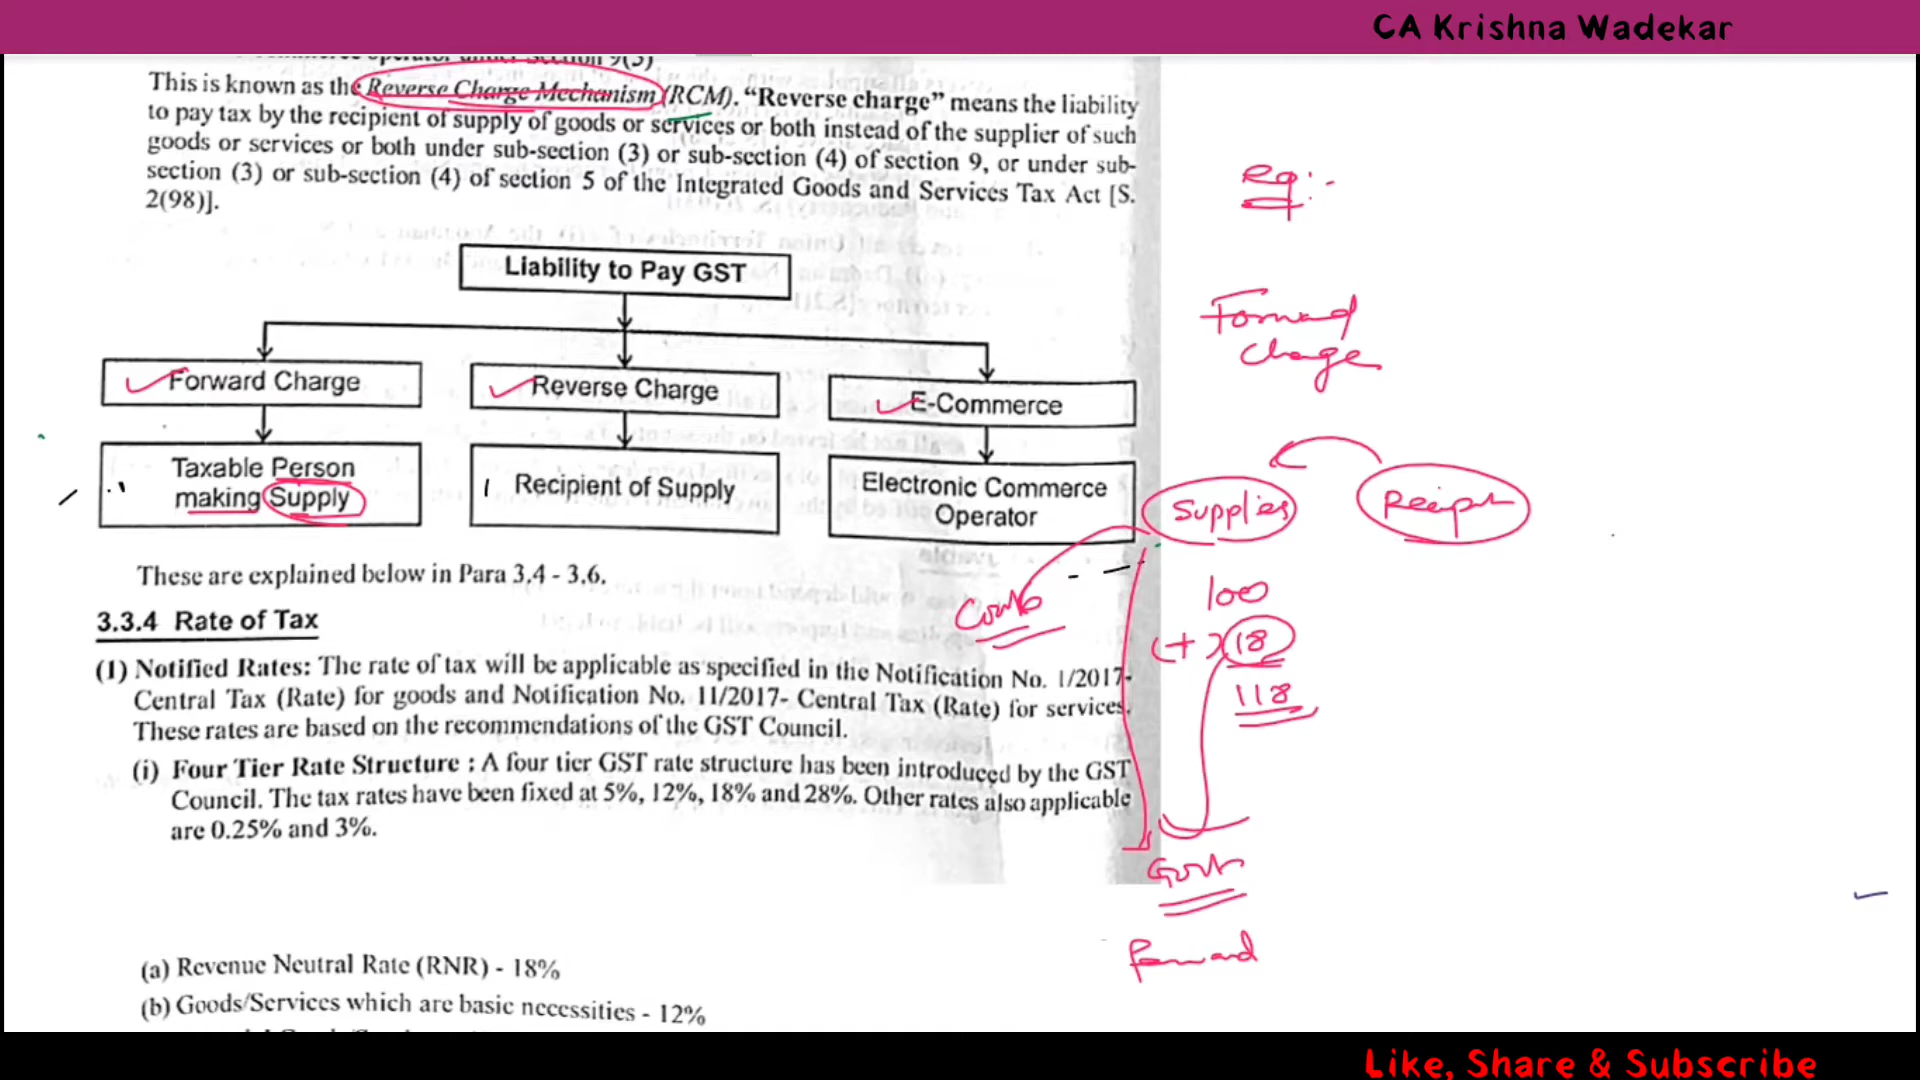 CA Krishna Wadekar
This is known as the Reverse Charge Mechanism (RCM). “Reverse charge” means the liability
to pay tax by the recipient of supply of goods or services or both instead of the supplier of such
goods or services or both under sub-section (3) or sub-section (4) of section 9, or under sub-
section (3) or sub-section (4) of section 5 of the Integrated Goods and Services Tax Act [S.
2(98)].
Eg:-
Liability to Pay GST
Forward
Charge
Forward Charge
Reverse Charge
E-Commerce
Taxable Person
making Supply
Recipient of Supply
Electronic Commerce
Operator
Supplies
These are explained below in Para 3.4 - 3.6.
100
(+) 18
118
3.3.4 Rate of Tax
(1) Notified Rates: The rate of tax will be applicable as specified in the Notification No. 1/2017-
Central Tax (Rate) for goods and Notification No. 11/2017- Central Tax (Rate) for services.
These rates are based on the recommendations of the GST Council.
(i) Four Tier Rate Structure : A four tier GST rate structure has been introduced by the GST
Council. The tax rates have been fixed at 5%, 12%, 18% and 28%. Other rates also applicable
are 0.25% and 3%.
Govt
Forward
(a) Revenue Neutral Rate (RNR) - 18%
(b) Goods/Services which are basic necessities - 12%
Like, Share & Subscribe